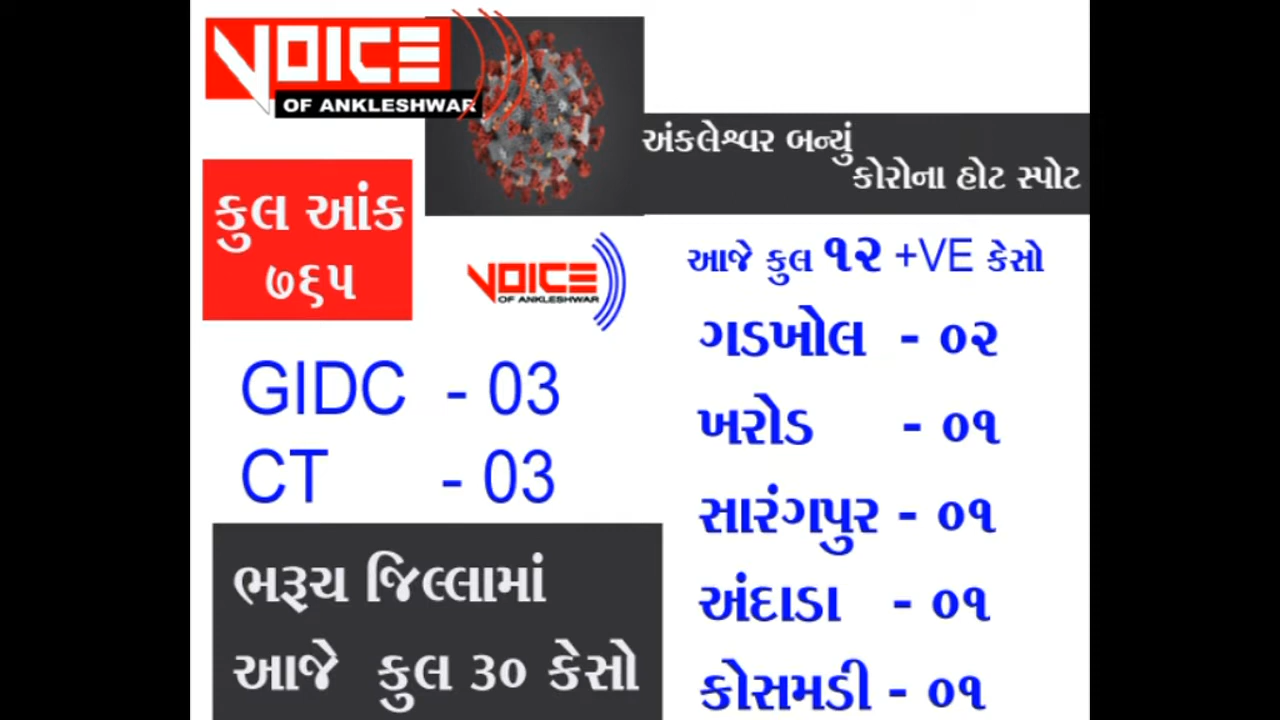 VOICE
OF ANKLESHWAR
અંકલેશ્વર બન્યું
કોરોના હોટ સ્પોટ
કુલ આંક
૭૬૫
VOICE
OF ANKLESHWAR
આજે કુલ ૧૨ +VE કેસો
GIDC - 03
CT - 03
ગડખોલ - ૦૨
ખરોડ - ૦૧
સારંગપુર - ૦૧
અંદાડા - ૦૧
કોસમડી - ૦૧
ભરૂચ જિલ્લામાં
આજે કુલ ૩૦ કેસો